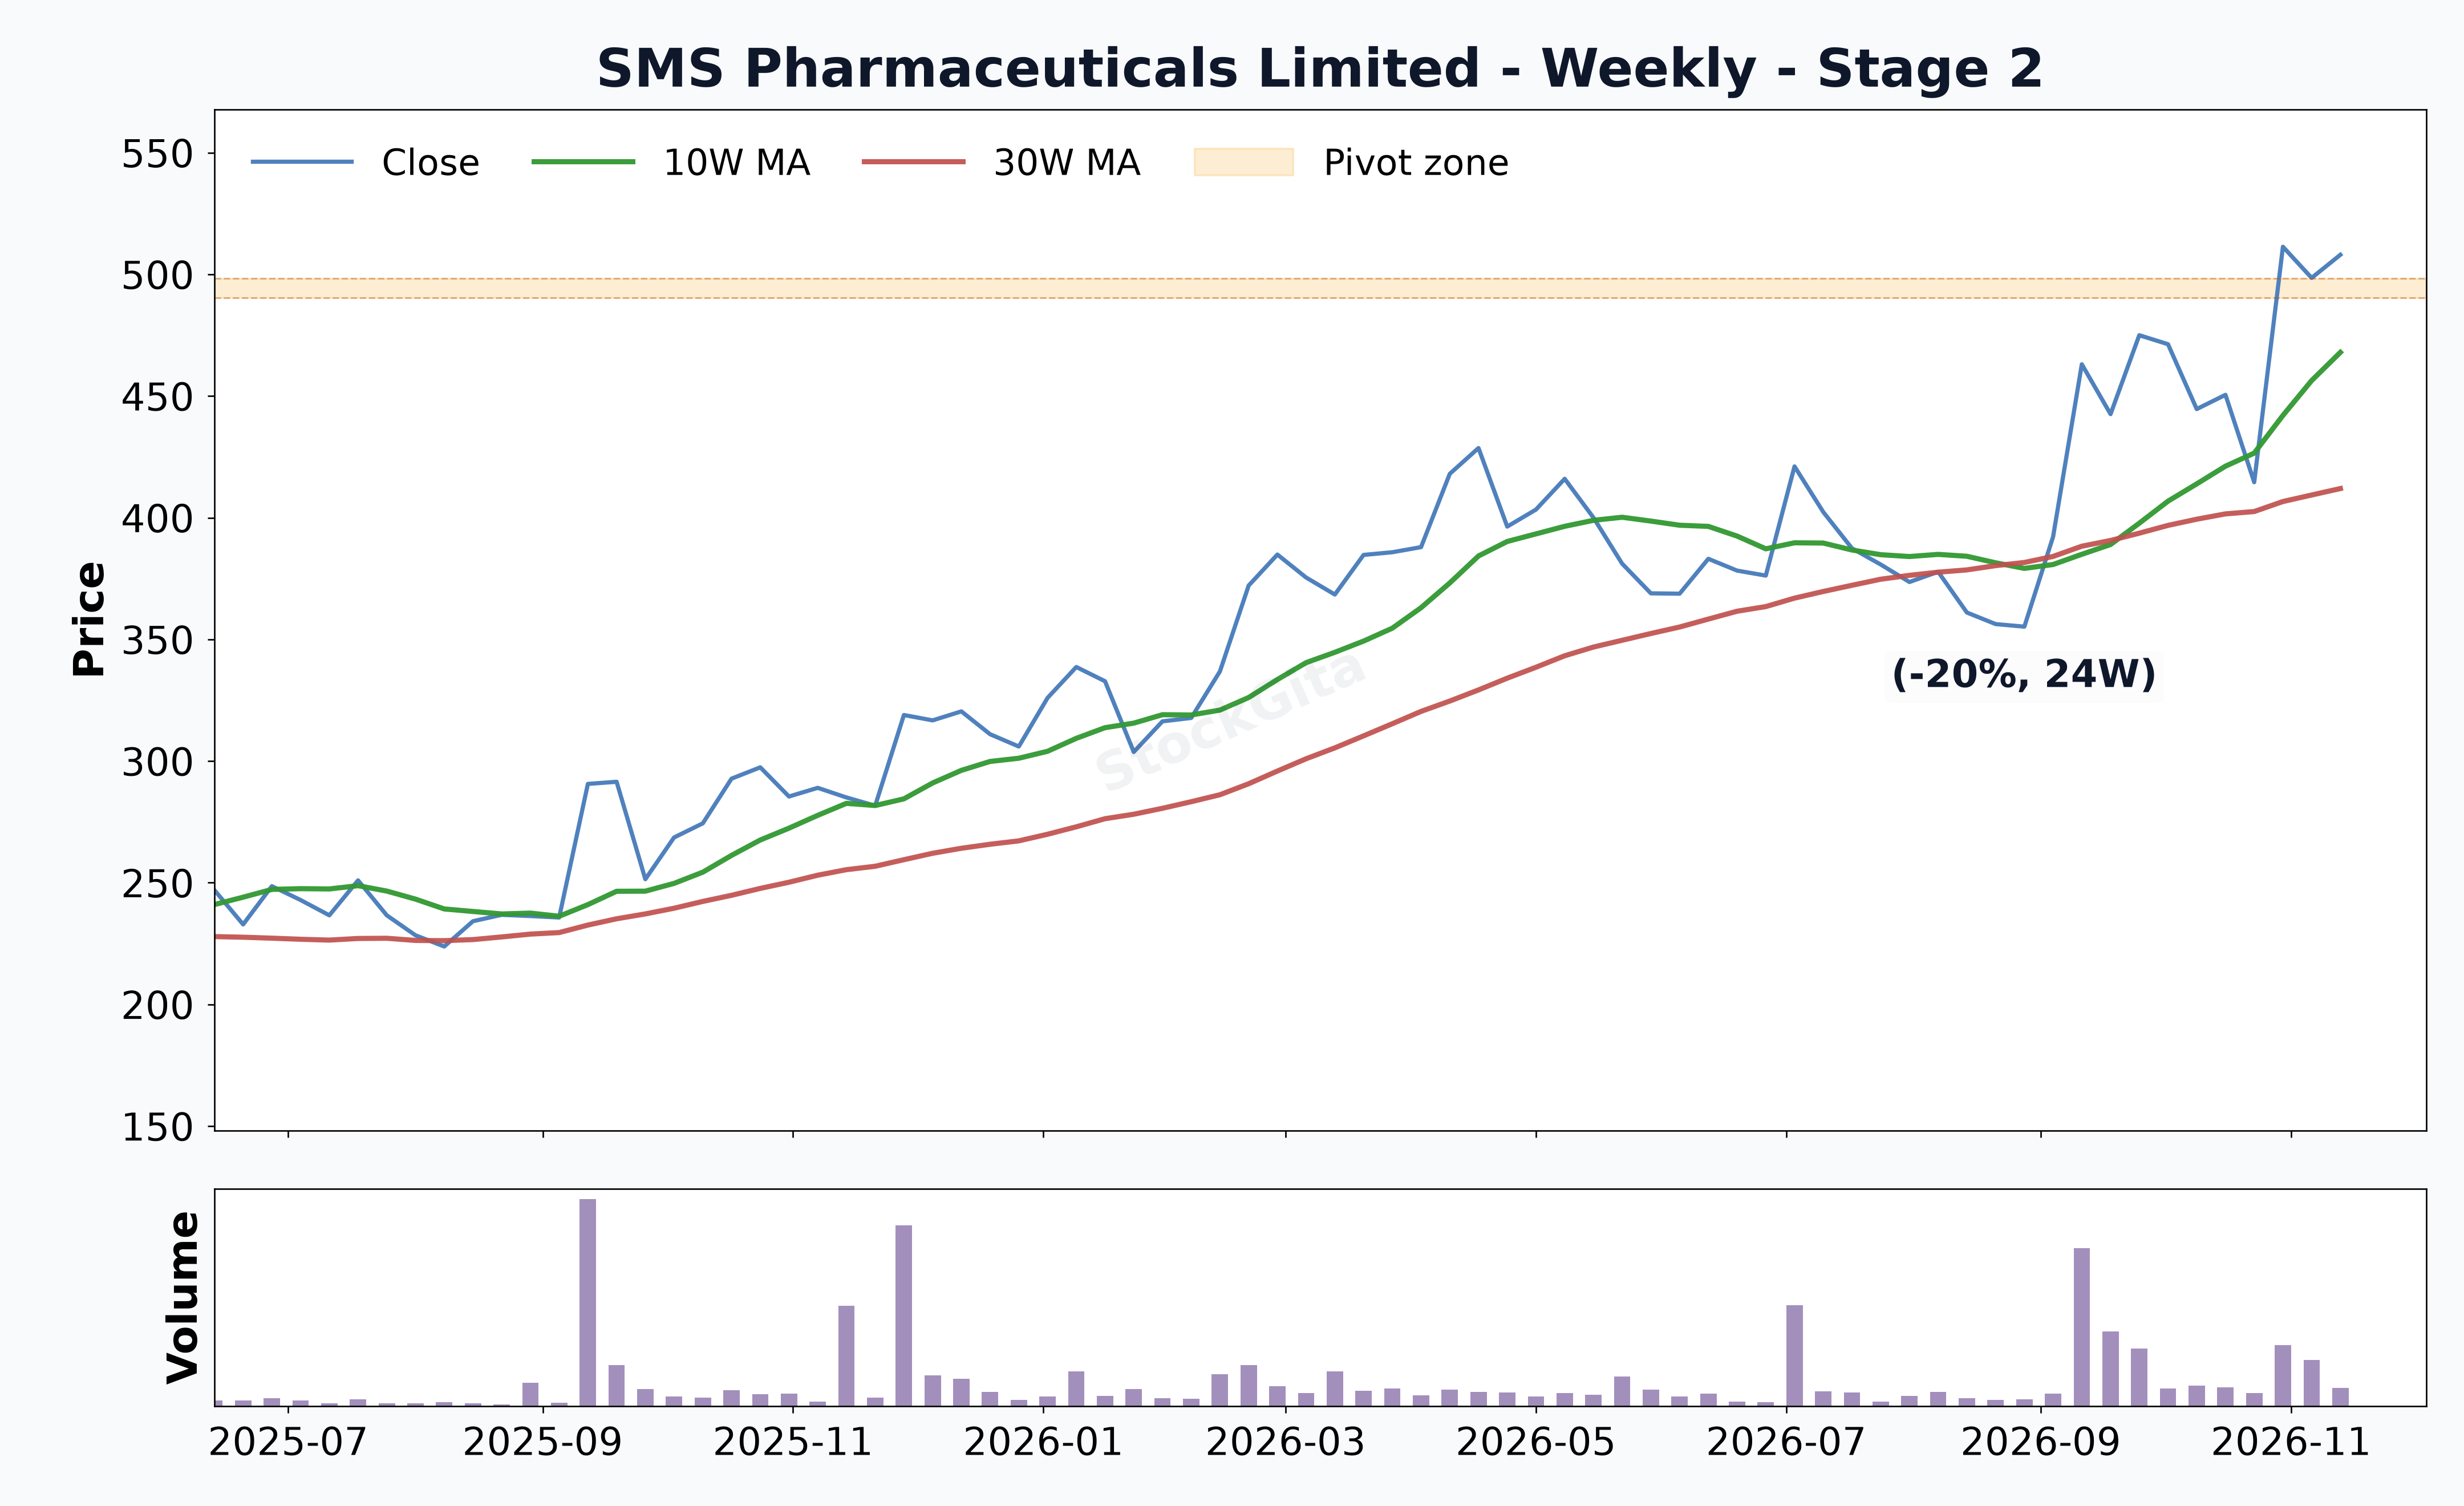 SMS Pharmaceuticals Limited - Weekly - Stage 2
Close 10W MA 30W MA Pivot zone
550
500
450
400
350
300
250
200
150
Price
(-20%, 24W)
StockGita
Volume
2025-07 2025-09 2025-11 2026-01 2026-03 2026-05 2026-07 2026-09 2026-11